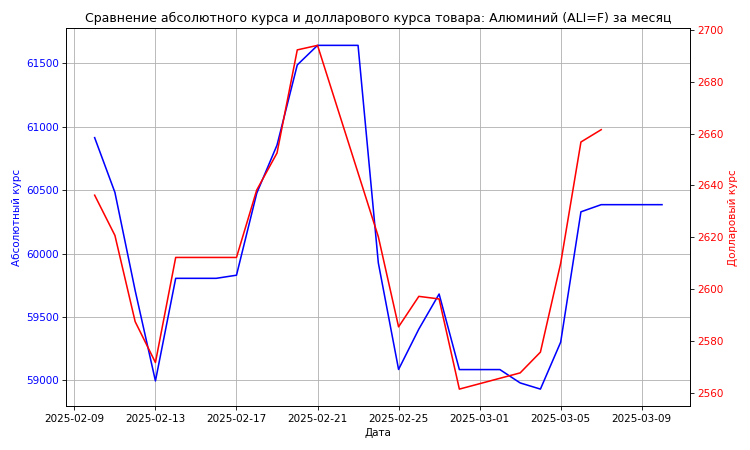 Сравнение абсолютного курса и долларового курса товара: Алюминий (ALI=F) за месяц
61500
61000
60500
60000
59500
59000
Абсолютный курс
2700
2680
2660
2640
2620
2600
2580
2560
Долларовый курс
2025-02-09 2025-02-13 2025-02-17 2025-02-21 2025-02-25 2025-03-01 2025-03-05 2025-03-09
Дата